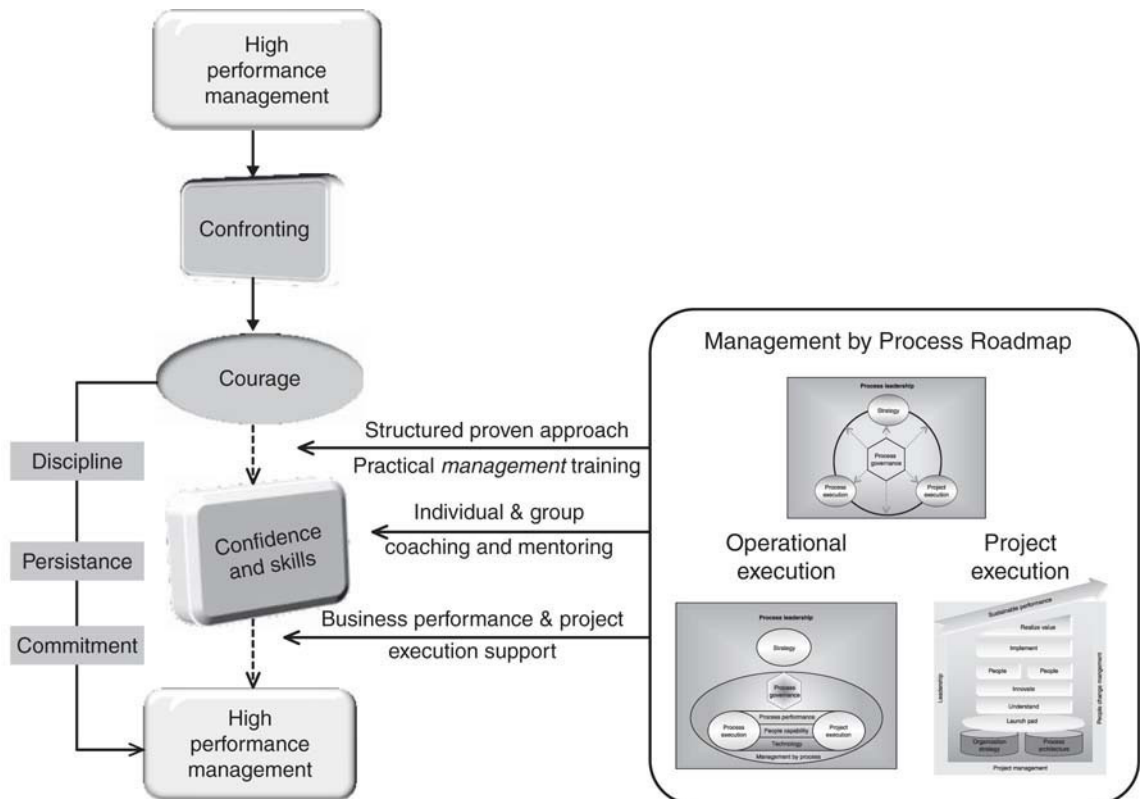 High
performance
management
Confronting
Courage
Discipline
Persistance
Commitment
Confidence
and skills
High
performance
management
Structured proven approach
Practical management training
Individual & group
coaching and mentoring
Business performance & project
execution support
Management by Process Roadmap
Process leadership
Strategy
Process
governance
Process
execution
Project
execution
Operational
execution
Project
execution
Process leadership
Strategy
Process
governance
Process performance
People capability
Technology
Management by process
Process
execution
Project
execution
Sustainable performance
Realize value
Implement
People
People
Innovate
Understand
Launch pad
Organization
strategy
Process
architecture
Leadership
Project management